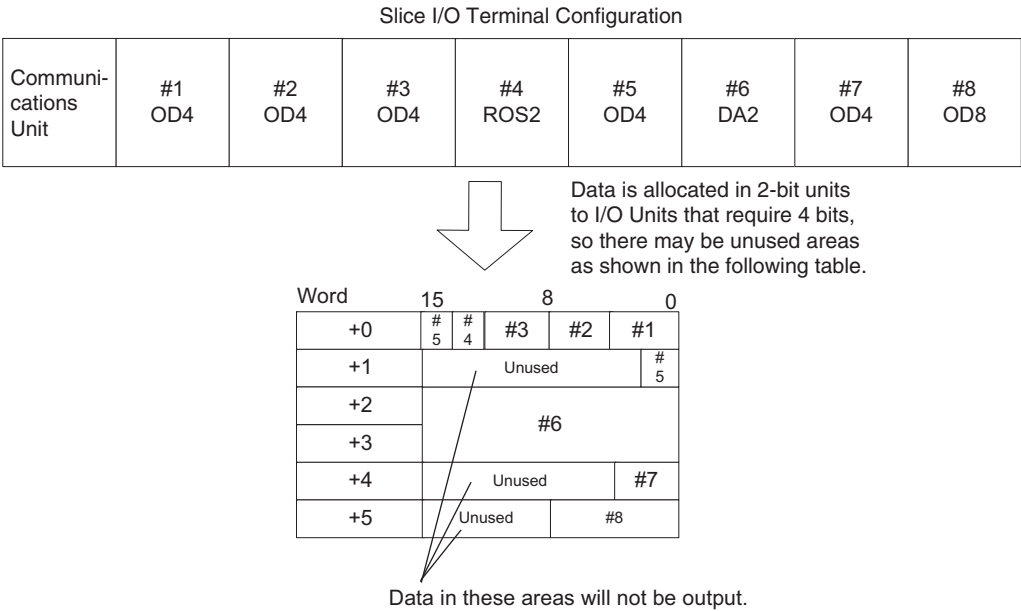 Slice I/O Terminal Configuration
Communi-
cations
Unit
#1
OD4
#2
OD4
#3
OD4
#4
ROS2
#5
OD4
#6
DA2
#7
OD4
#8
OD8
Data is allocated in 2-bit units
to I/O Units that require 4 bits,
so there may be unused areas
as shown in the following table.
Word 15 8 0
+0 #5 #4 #3 #2 #1
+1 Unused #5
+2
+3
#6
+4 Unused #7
+5 Unused #8
Data in these areas will not be output.